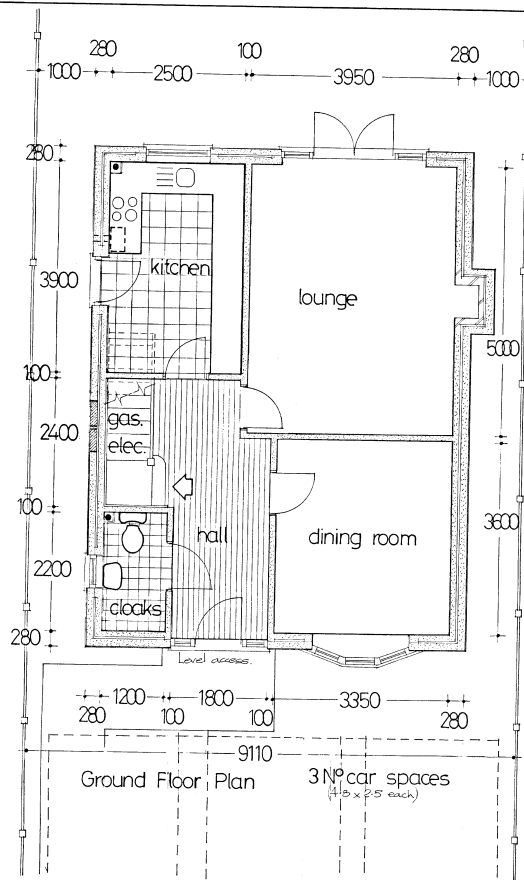 280 100 280
1000 2500 3950 1000
280
3900
kitchen
lounge
5000
100
gas.
elec.
2400
100
hall
dining room
3600
2200
cloaks
280
Level access.
1200 1800 3350
280 100 100 280
9110
Ground Floor Plan
3 Nº car spaces
(4.8 x 2.5 each)